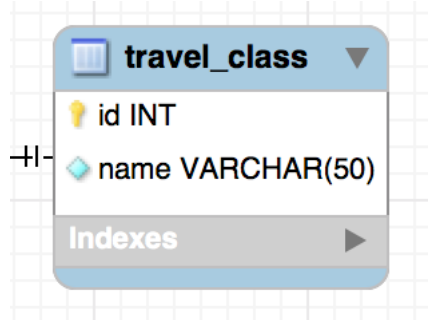 travel_class
id INT
name VARCHAR(50)
Indexes